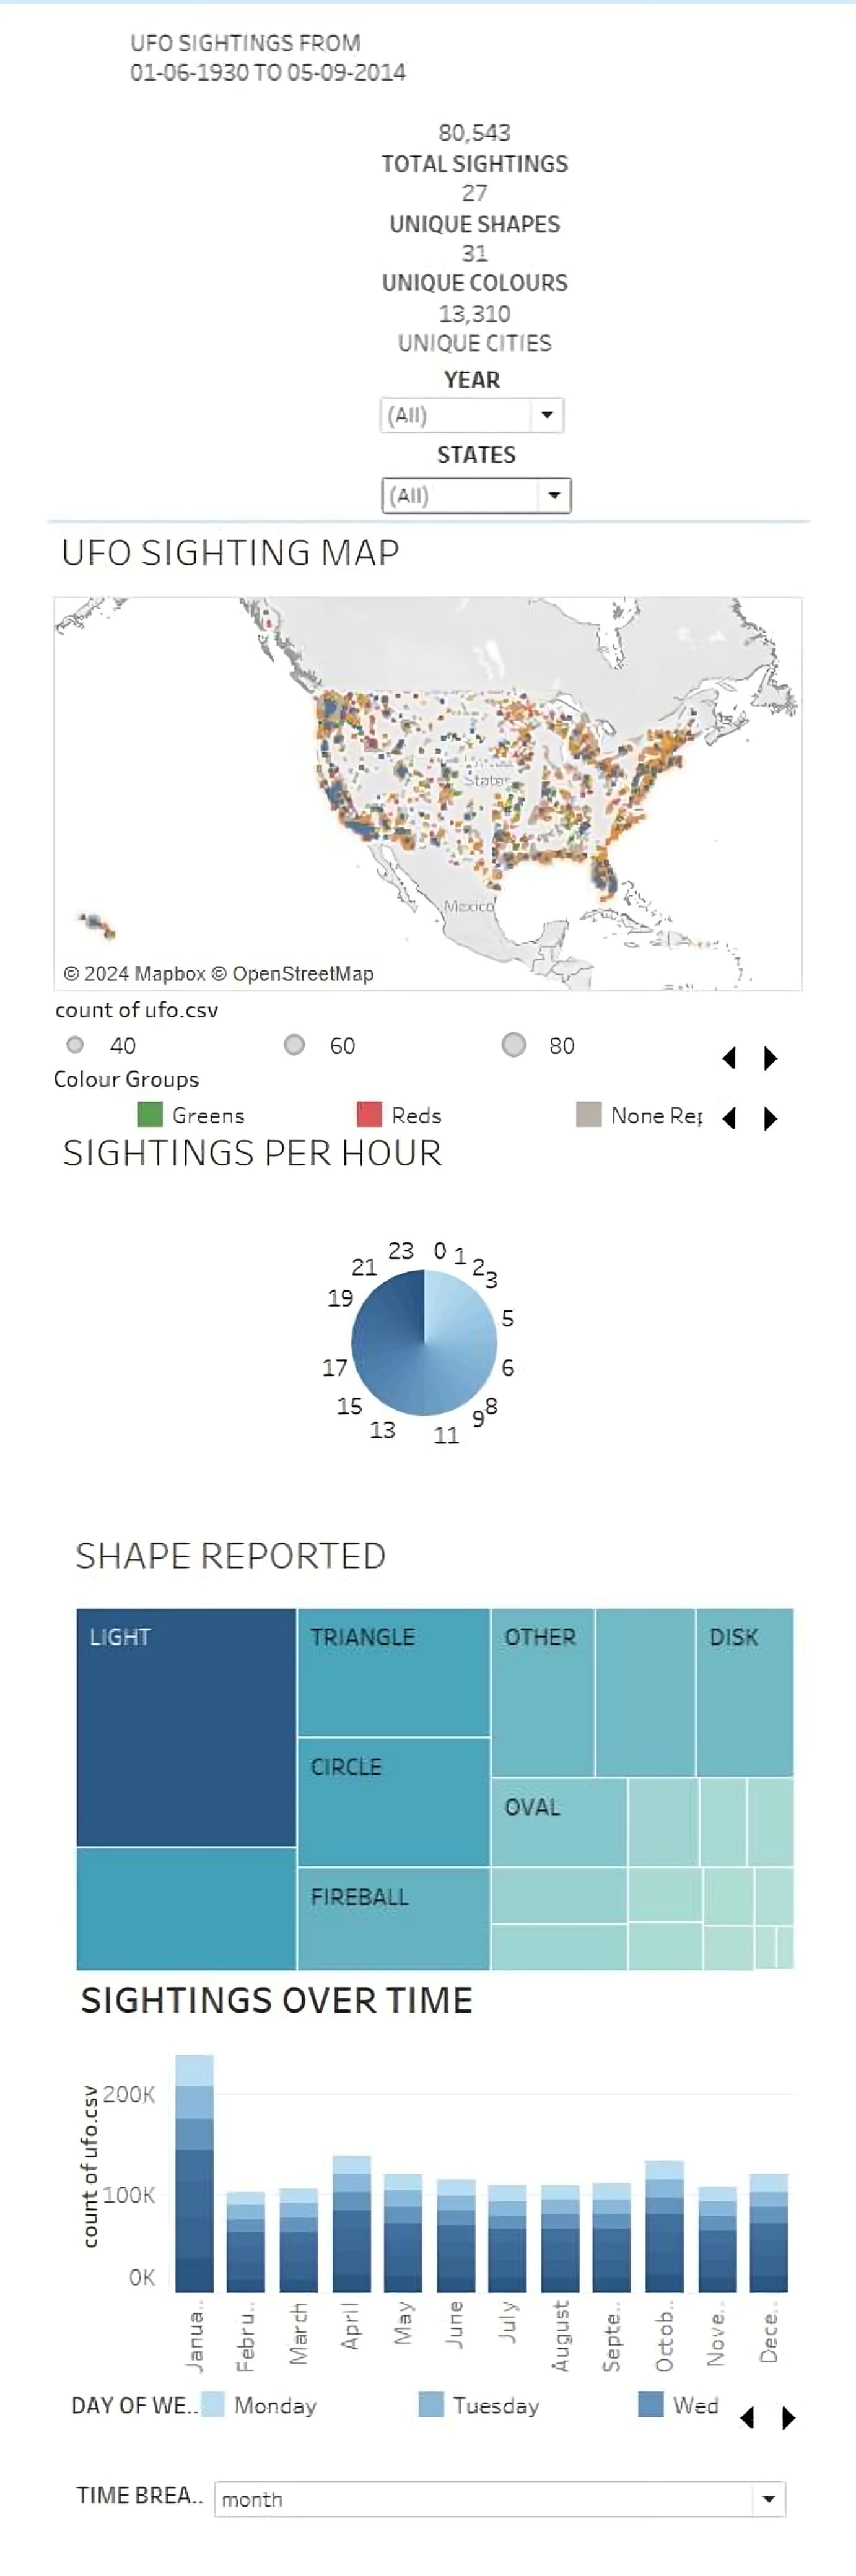 UFO SIGHTINGS FROM
01-06-1930 TO 05-09-2014
80,543
TOTAL SIGHTINGS
27
UNIQUE SHAPES
31
UNIQUE COLOURS
13,310
UNIQUE CITIES
YEAR
(All)
STATES
(All)
UFO SIGHTING MAP
States
Mexico
© 2024 Mapbox © OpenStreetMap
count of ufo.csv
40 60 80
Colour Groups
Greens Reds None Rep
SIGHTINGS PER HOUR
23 0 1
21 2 3
19 5
17 6
15 9 8
13 11
SHAPE REPORTED
LIGHT TRIANGLE OTHER DISK
CIRCLE
OVAL
FIREBALL
SIGHTINGS OVER TIME
count of ufo.csv
200K
100K
0K
Janua.. Febru.. March April May June July August Septe.. Octob.. Nove.. Dece..
DAY OF WE.. Monday Tuesday Wed
TIME BREA.. month